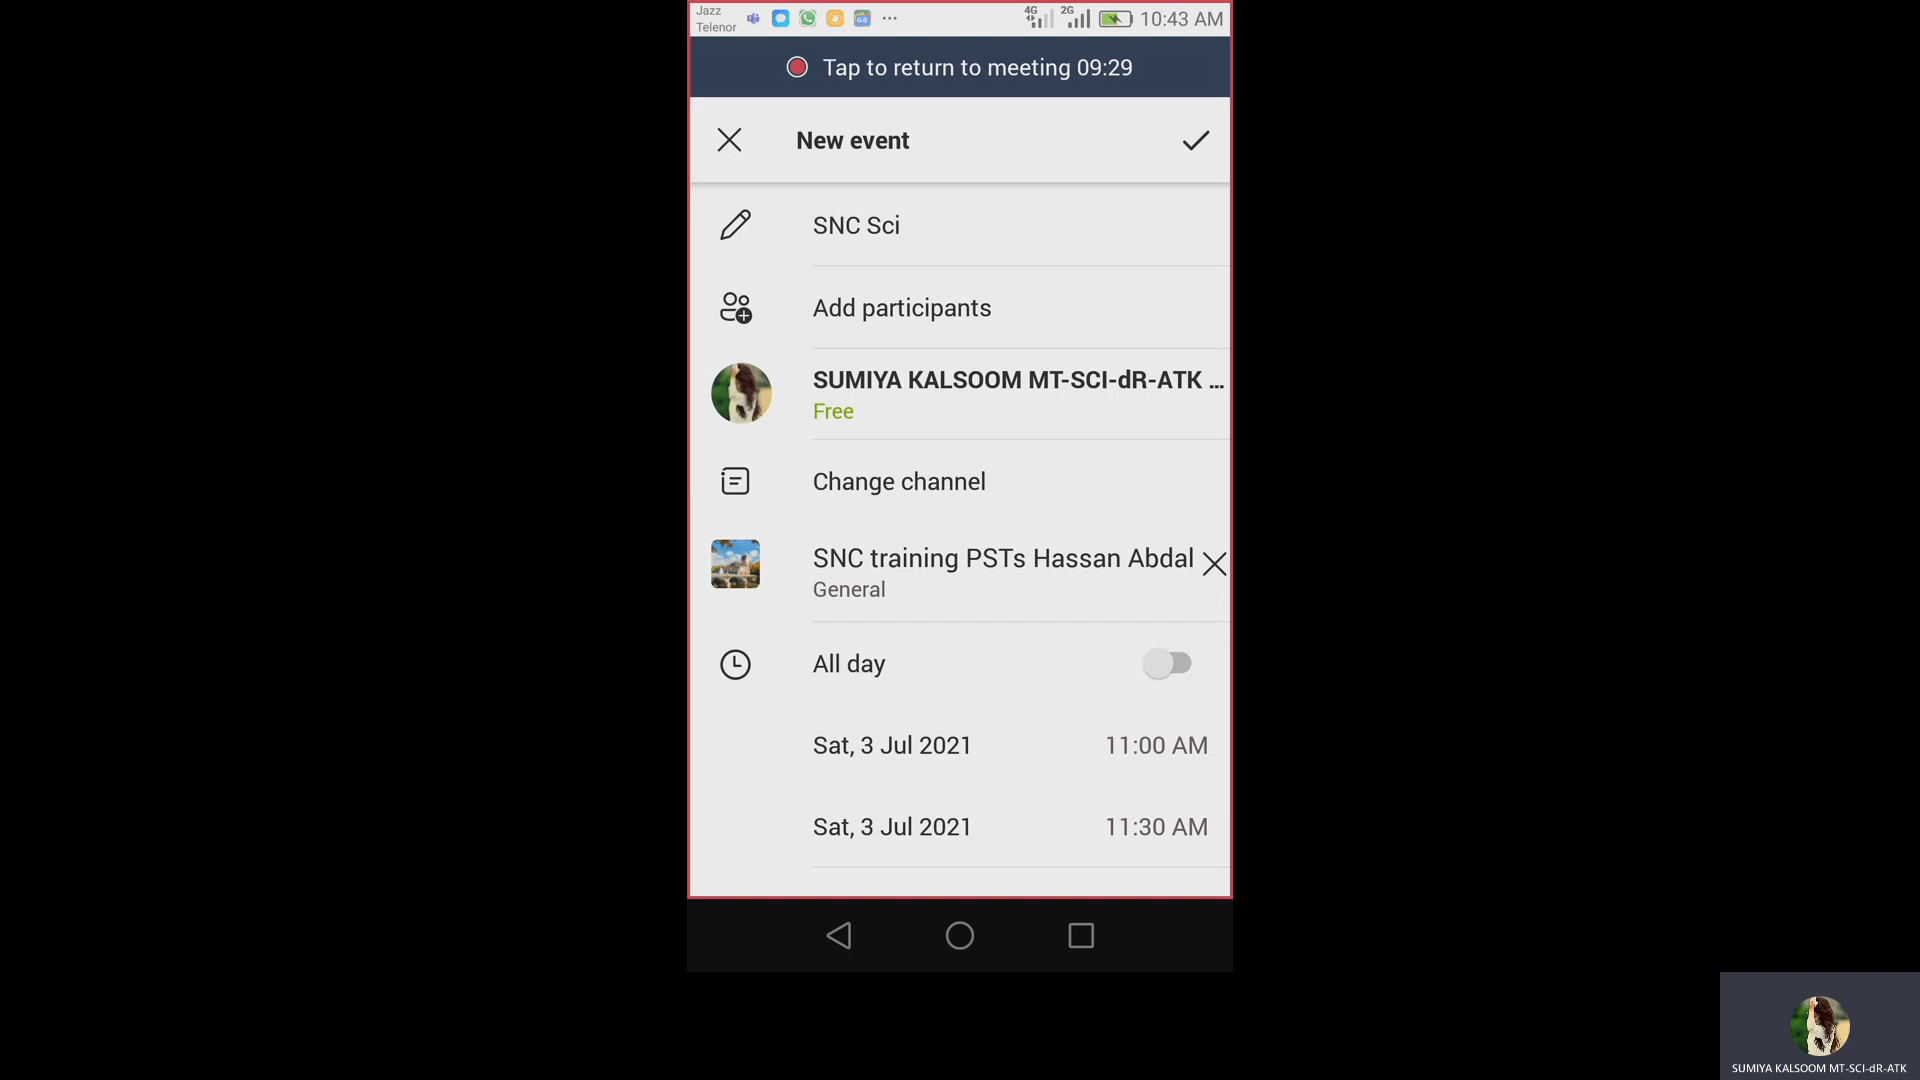 Jazz
Telenor
4G
2G
10:43 AM
Tap to return to meeting 09:29
New event
SNC Sci
Add participants
SUMIYA KALSOOM MT-SCI-dR-ATK ...
Free
Change channel
SNC training PSTs Hassan Abdal
General
All day
Sat, 3 Jul 2021 11:00 AM
Sat, 3 Jul 2021 11:30 AM
SUMIYA KALSOOM MT-SCI-dR-ATK